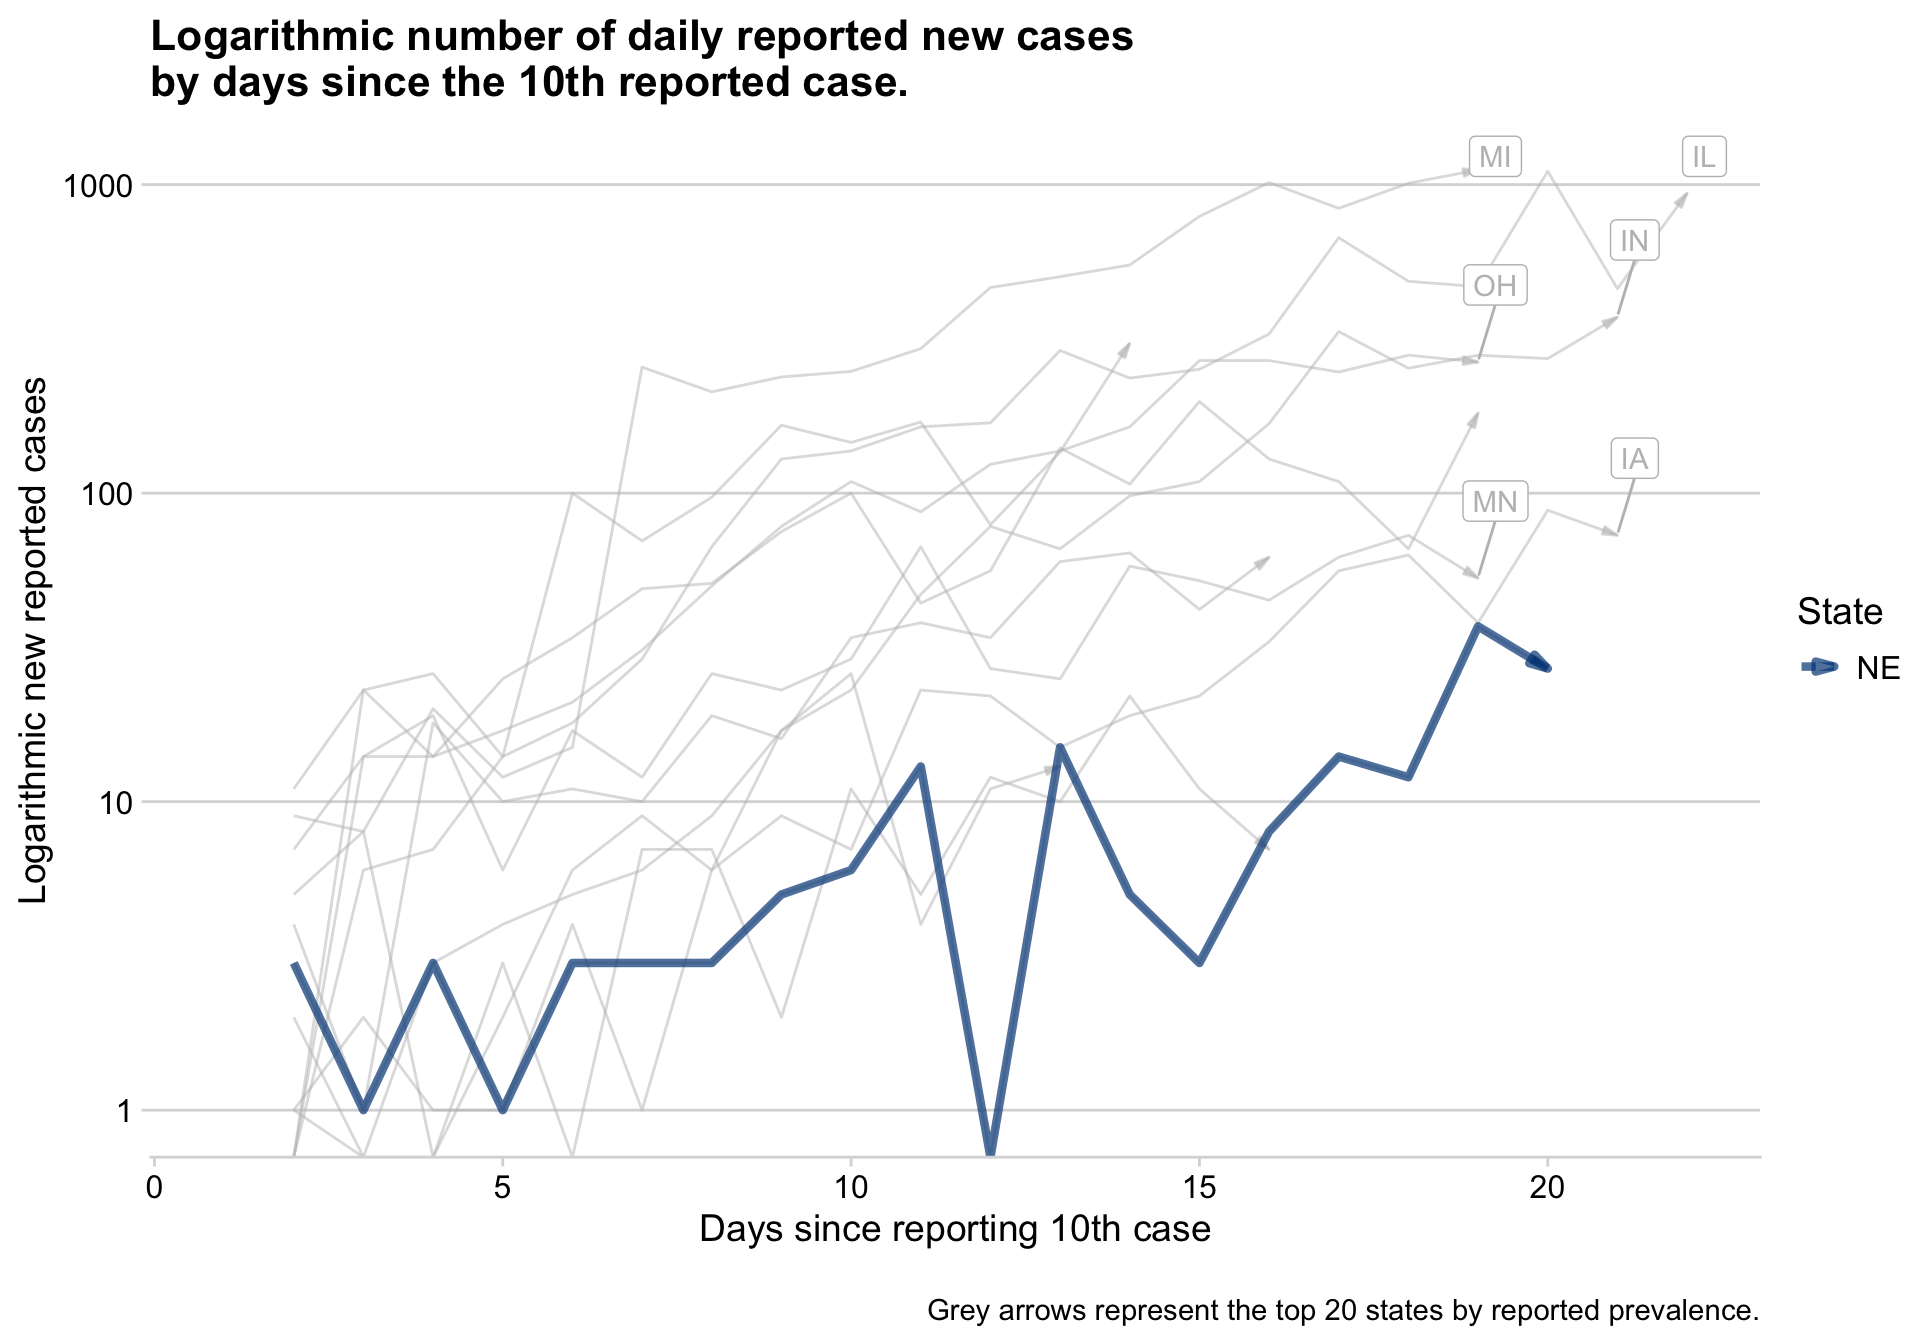 Logarithmic number of daily reported new cases
by days since the 10th reported case.
Logarithmic new reported cases
1000
100
10
1
MI
IL
IN
OH
IA
MN
State
NE
0
5
10
15
20
Days since reporting 10th case
Grey arrows represent the top 20 states by reported prevalence.